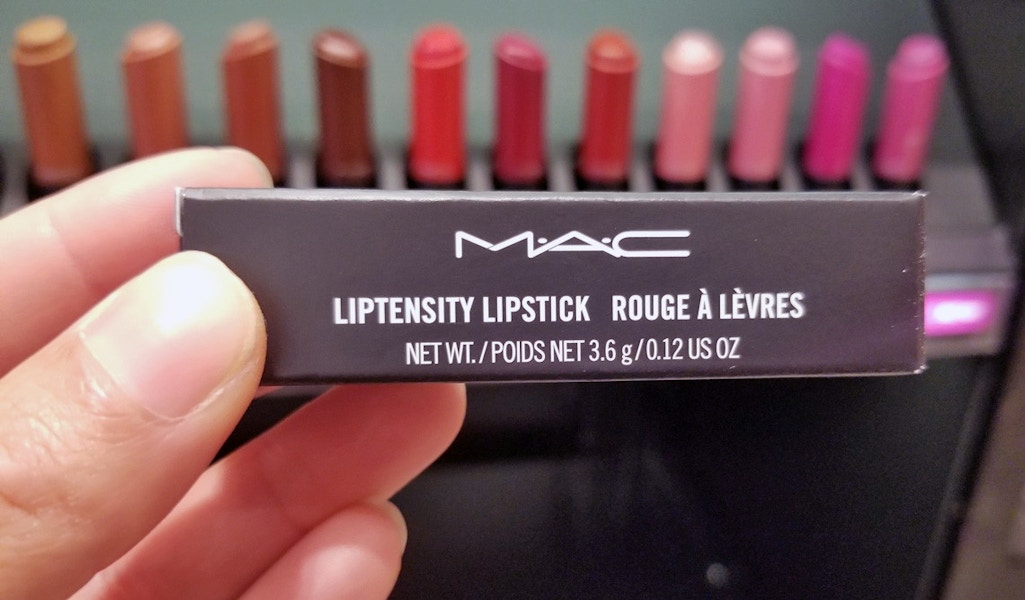 M·A·C
LIPTENSITY LIPSTICK ROUGE À LÈVRES
NET WT. / POIDS NET 3.6 g / 0.12 US OZ